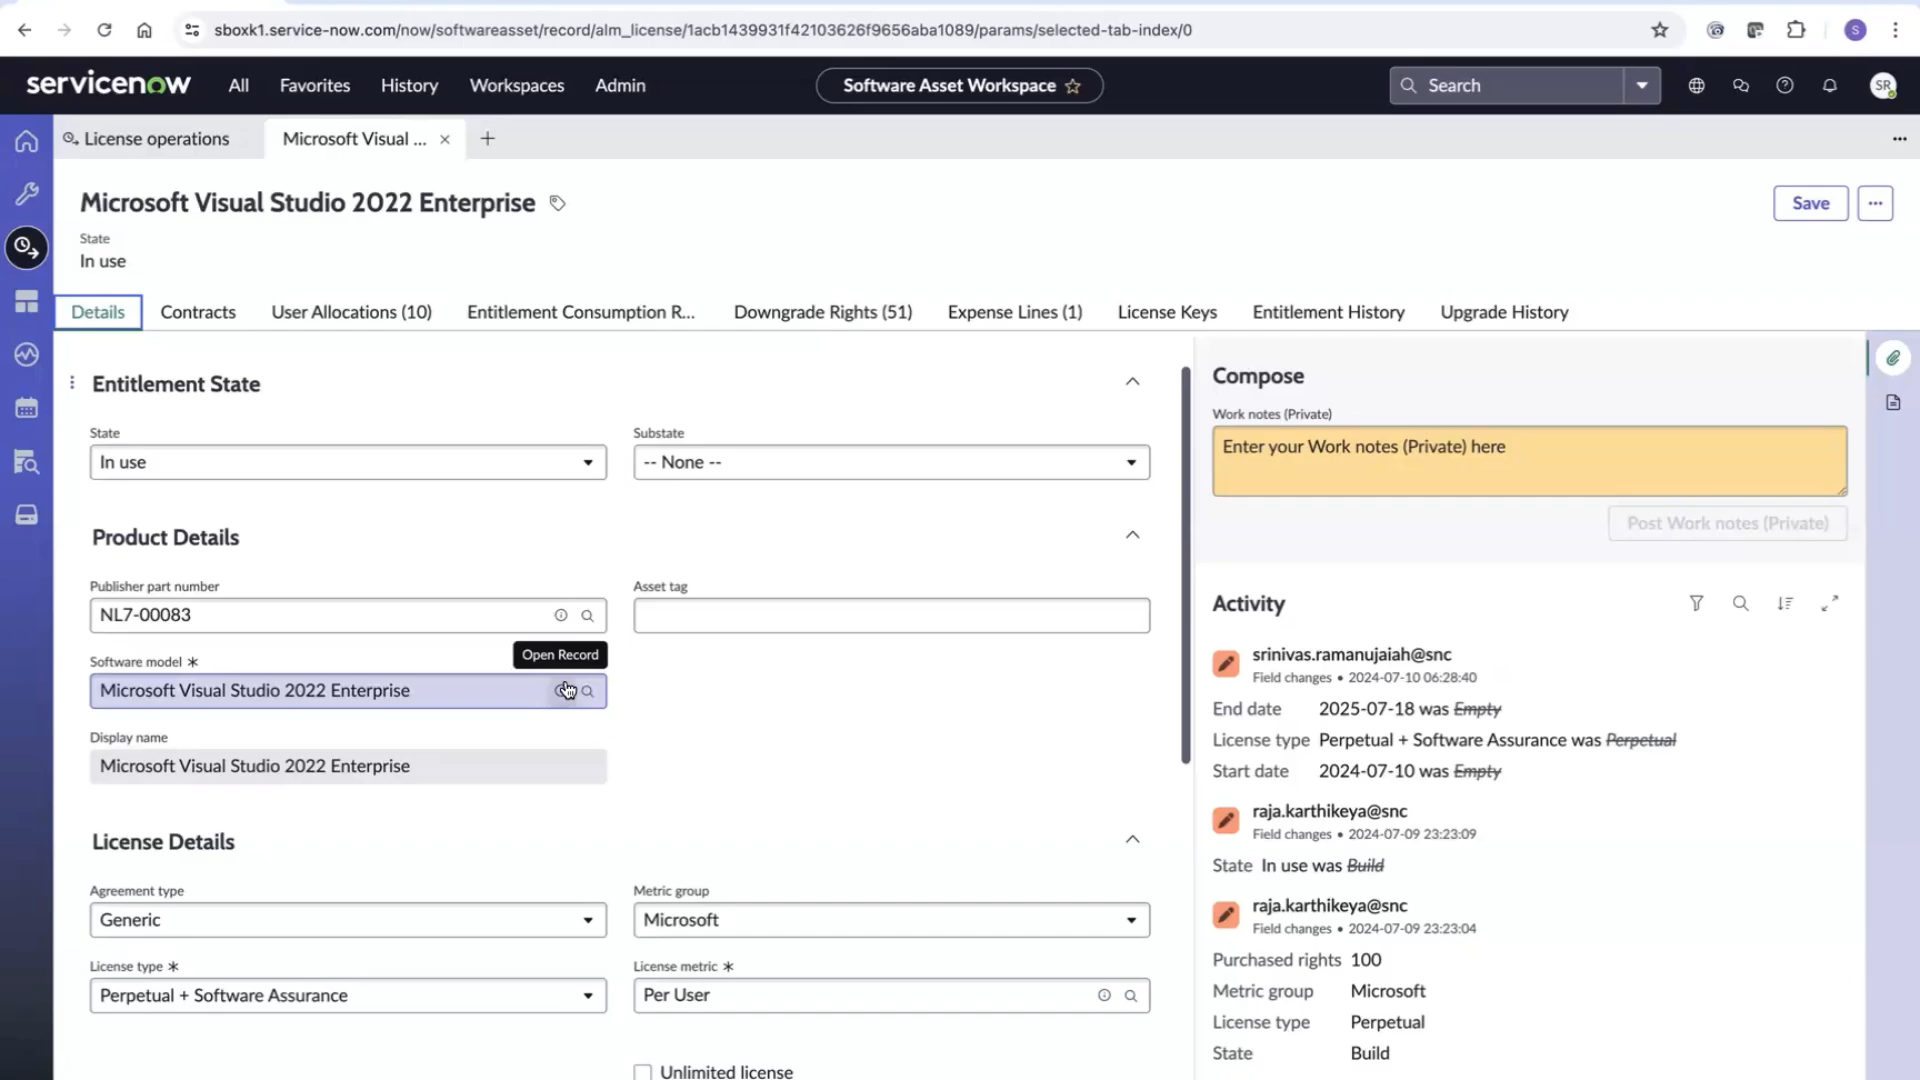 sboxk1.service-now.com/now/softwareasset/record/alm_license/1acb1439931f42103626f9656aba1089/params/selected-tab-index/0
S
servicenow All Favorites History Workspaces Admin Software Asset Workspace Search SR
License operations Microsoft Visual ...
Microsoft Visual Studio 2022 Enterprise
Save
State
In use
Details Contracts User Allocations (10) Entitlement Consumption R... Downgrade Rights (51) Expense Lines (1) License Keys Entitlement History Upgrade History
Entitlement State
State
In use
Substate
-- None --
Product Details
Publisher part number
NL7-00083
Asset tag
Open Record
Software model *
Microsoft Visual Studio 2022 Enterprise
Display name
Microsoft Visual Studio 2022 Enterprise
License Details
Agreement type
Generic
Metric group
Microsoft
License type *
Perpetual + Software Assurance
License metric *
Per User
Unlimited license
Compose
Work notes (Private)
Enter your Work notes (Private) here
Post Work notes (Private)
Activity
srinivas.ramanujaiah@snc
Field changes • 2024-07-10 06:28:40
End date 2025-07-18 was Empty
License type Perpetual + Software Assurance was Perpetual
Start date 2024-07-10 was Empty
raja.karthikeya@snc
Field changes • 2024-07-09 23:23:09
State In use was Build
raja.karthikeya@snc
Field changes • 2024-07-09 23:23:04
Purchased rights 100
Metric group Microsoft
License type Perpetual
State Build